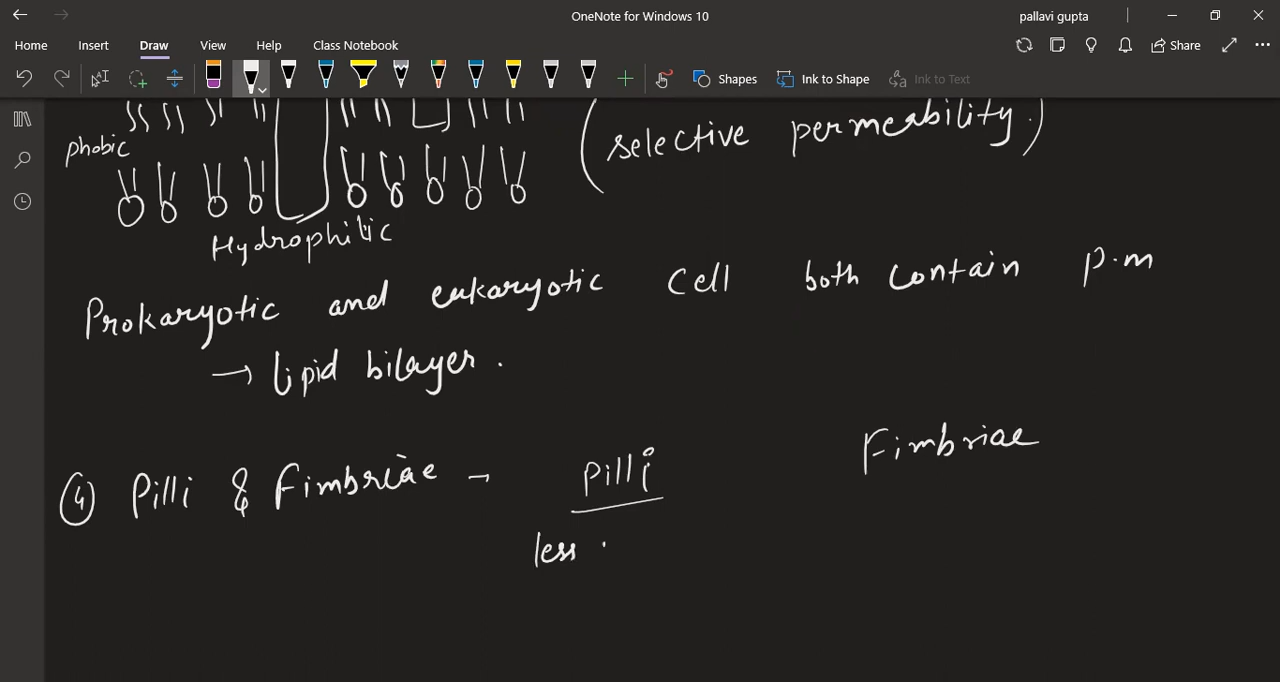 OneNote for Windows 10
pallavi gupta
Home Insert Draw View Help Class Notebook
Share
Shapes Ink to Shape Ink to Text
phobic
(selective permeability.)
Hydrophilic
Prokaryotic and eukaryotic cell both contain p.m
→ lipid bilayer.
④ Pilli & Fimbriae → Pilli Fimbriae
less .